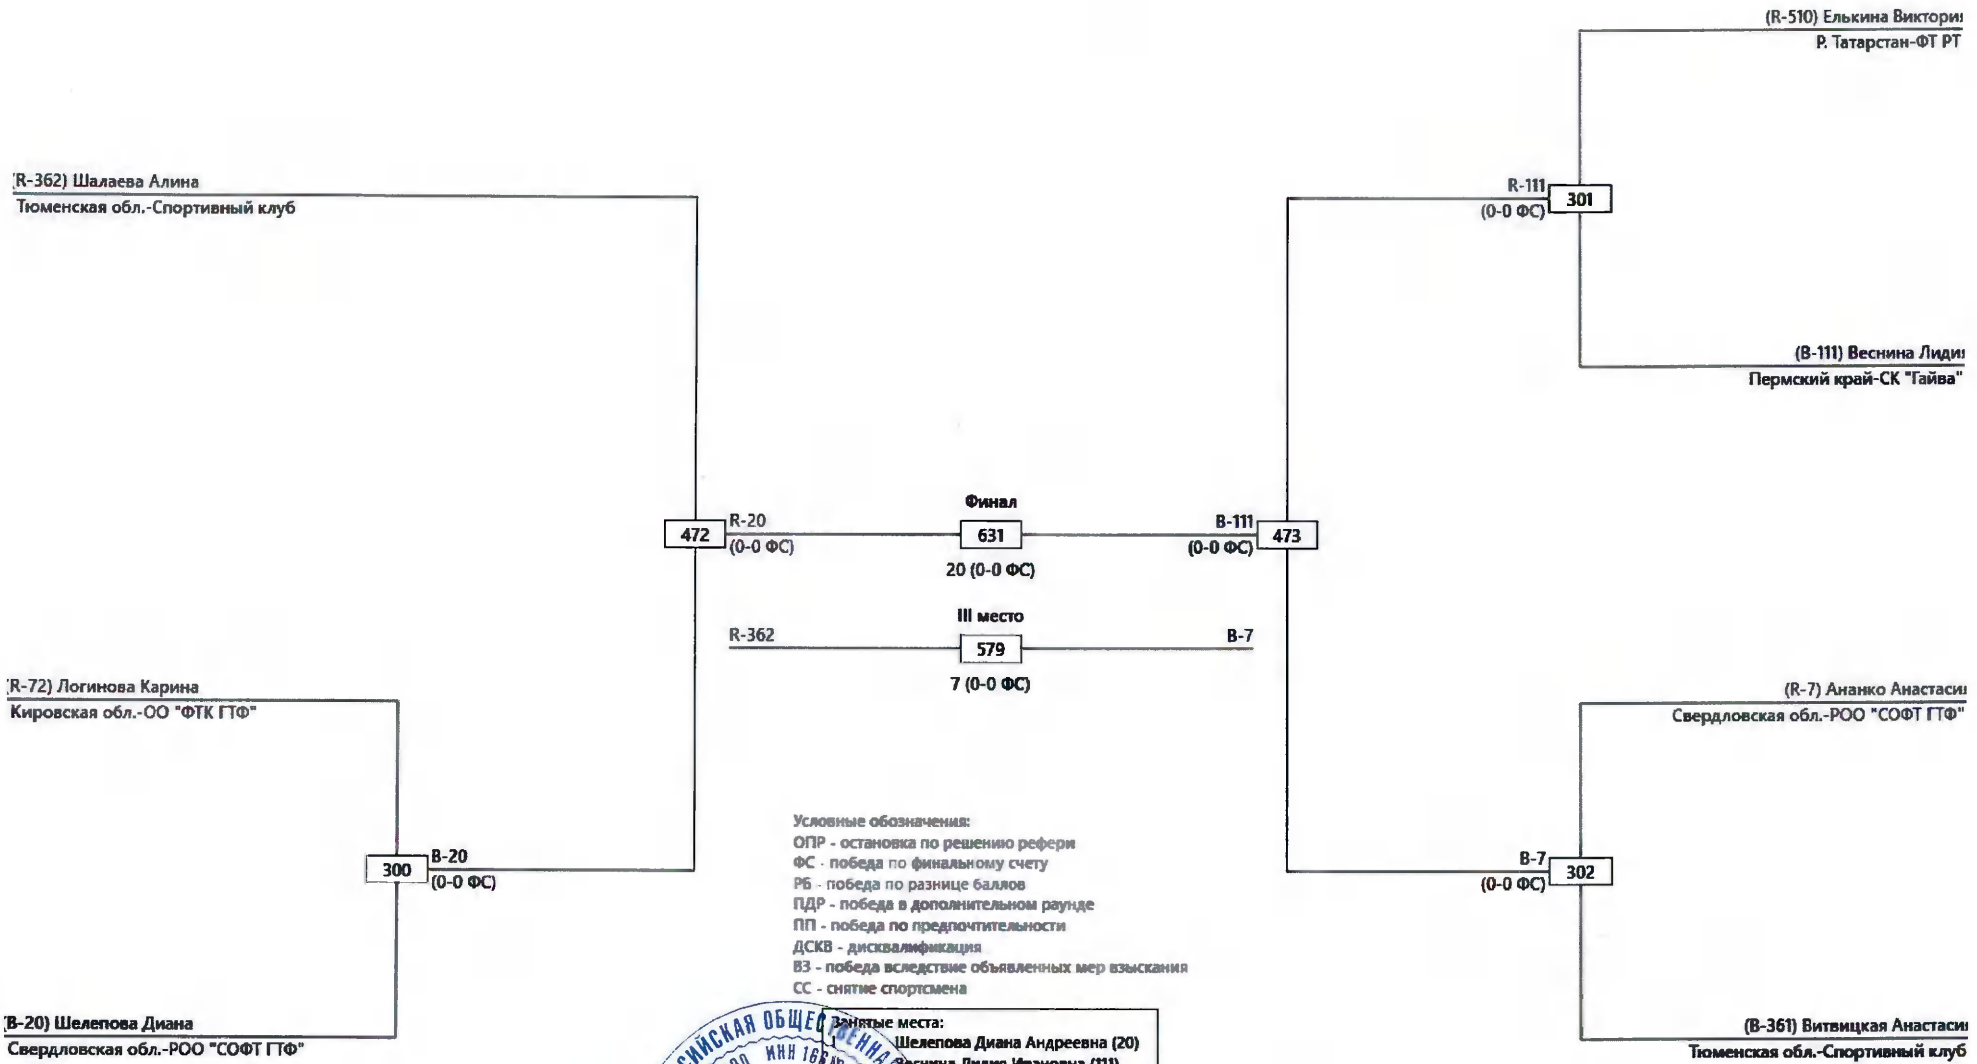 (R-510) Елькина Виктори
Р. Татарстан-ФТ РТ
(R-362) Шалаева Алина
Тюменская обл.-Спортивный клуб
R-111
(0-0 ФС)
301
(B-111) Веснина Лиди
Пермский край-СК "Гайва"
Финал
472
R-20
(0-0 ФС)
631
B-111
(0-0 ФС)
473
20 (0-0 ФС)
III место
R-362
579
B-7
7 (0-0 ФС)
(R-72) Логинова Карина
Кировская обл.-ОО "ФТК ГТФ"
(R-7) Ананко Анастаси
Свердловская обл.-РОО "СОФТ ГТФ"
300
B-20
(0-0 ФС)
B-7
(0-0 ФС)
302
Условные обозначения:
ОПР - остановка по решению рефери
ФС - победа по финальному счету
РБ - победа по разнице баллов
ПДР - победа в дополнительном раунде
ПП - победа по предпочтительности
ДСКВ - дисквалификация
ВЗ - победа вследствие объявленных мер взыскания
СС - снятие спортсмена
(B-20) Шелепова Диана
Свердловская обл.-РОО "СОФТ ГТФ"
Занятые места:
1 Шелепова Диана Андреевна (20)
(B-361) Витвицкая Анастаси
Тюменская обл.-Спортивный клуб